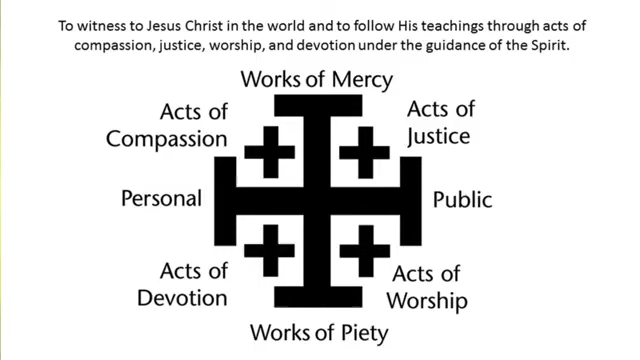 To witness to Jesus Christ in the world and to follow His teachings through acts of
compassion, justice, worship, and devotion under the guidance of the Spirit.
Works of Mercy
Acts of
Compassion
Acts of
Justice
Personal
Public
Acts of
Devotion
Acts of
Worship
Works of Piety